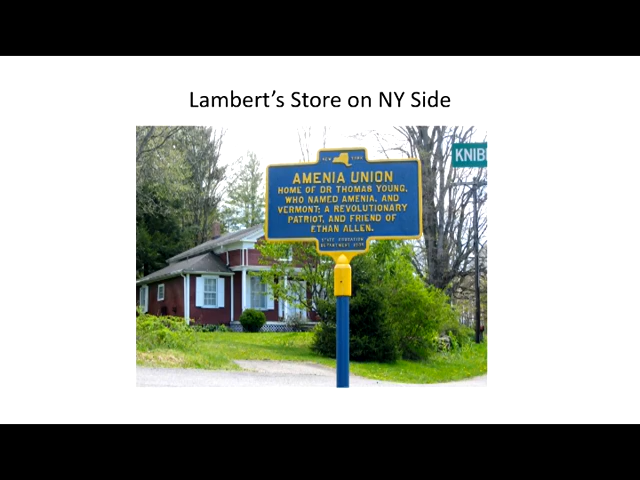 Lambert's Store on NY Side
NEW YORK
KNIB
AMENIA UNION
HOME OF DR THOMAS YOUNG,
WHO NAMED AMENIA, AND
VERMONT; A REVOLUTIONARY
PATRIOT, AND FRIEND OF
ETHAN ALLEN.
STATE EDUCATION